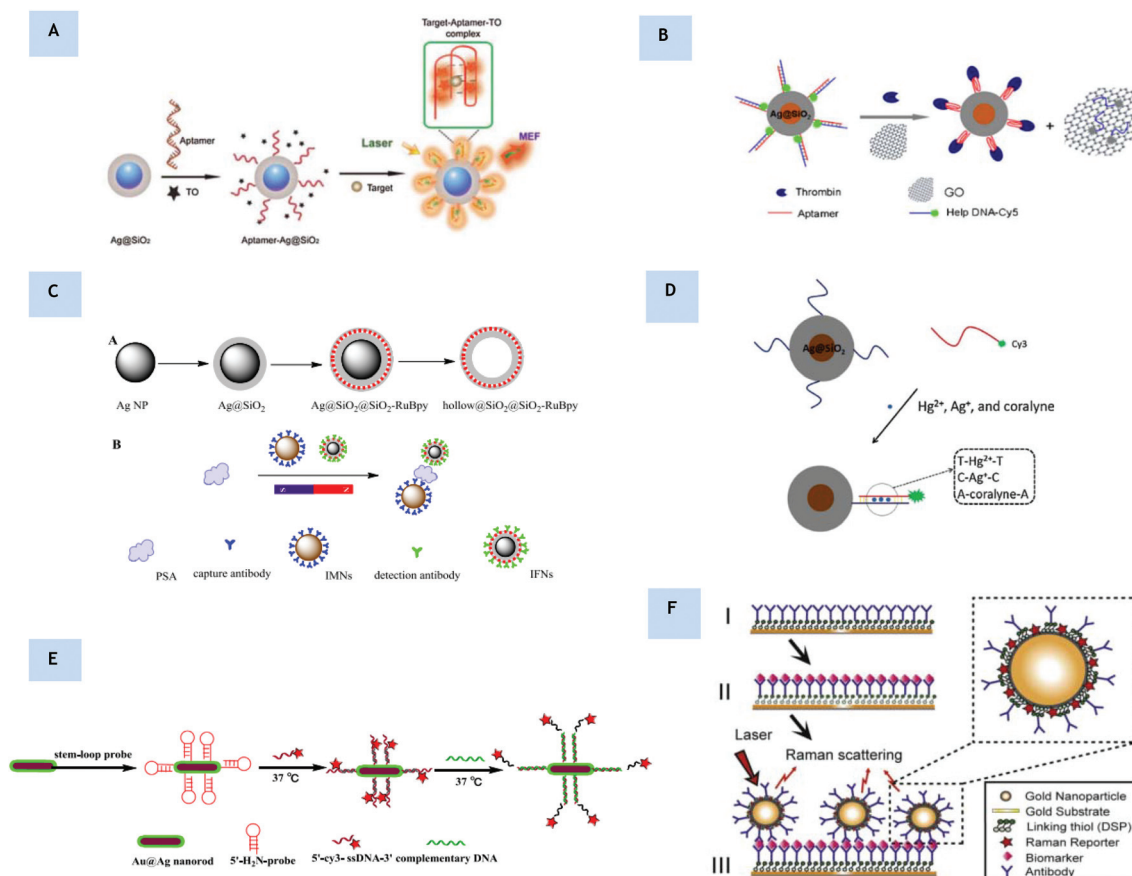 A
Target-Aptamer-TO
complex
Aptamer
TO
Laser
MEF
Target
Ag@SiO₂
Aptamer-Ag@SiO₂
B
Ag@SiO₂
+
Thrombin
GO
Aptamer
Help DNA-Cy5
C
A
Ag NP
Ag@SiO₂
Ag@SiO₂@SiO₂-RuBpy
hollow@SiO₂@SiO₂-RuBpy
B
PSA
capture antibody
IMNs
detection antibody
IFNs
D
Ag@SiO₂
Cy3
Hg²⁺, Ag⁺, and coralyne
T-Hg²⁺-T
C-Ag⁺-C
A-coralyne-A
E
stem-loop probe
37 °C
37 °C
Au@Ag nanorod
5'-H₂N-probe
5'-cy3-ssDNA-3'
complementary DNA
F
I
II
Laser
Raman scattering
III
Gold Nanoparticle
Gold Substrate
Linking thiol (DSP)
Raman Reporter
Biomarker
Antibody